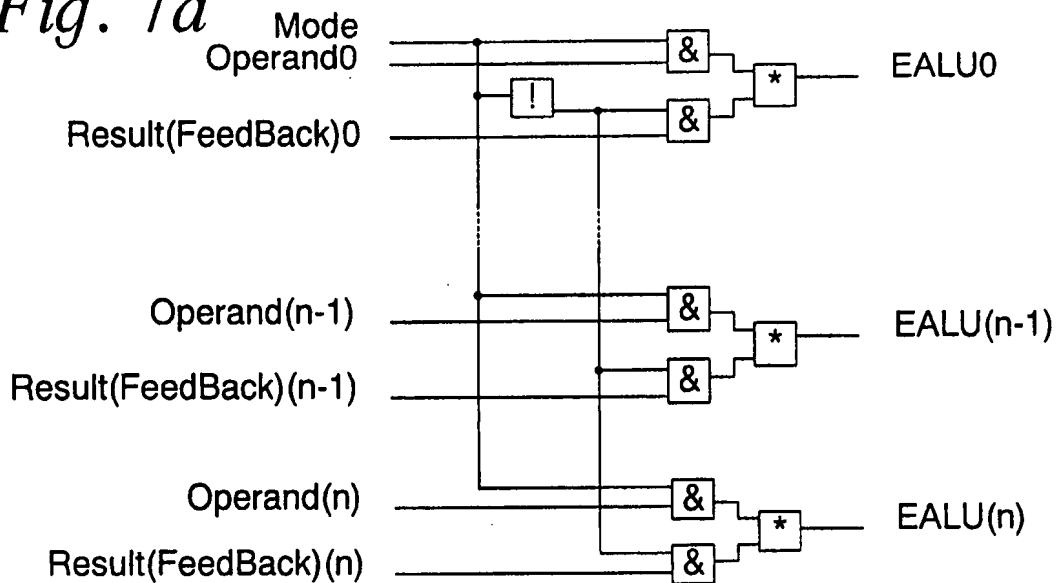 Fig. 7a
Mode
Operand0
&
*
EALU0
!
&
Result(FeedBack)0
&
Operand(n-1)
*
EALU(n-1)
&
Result(FeedBack)(n-1)
&
Operand(n)
*
EALU(n)
&
Result(FeedBack)(n)